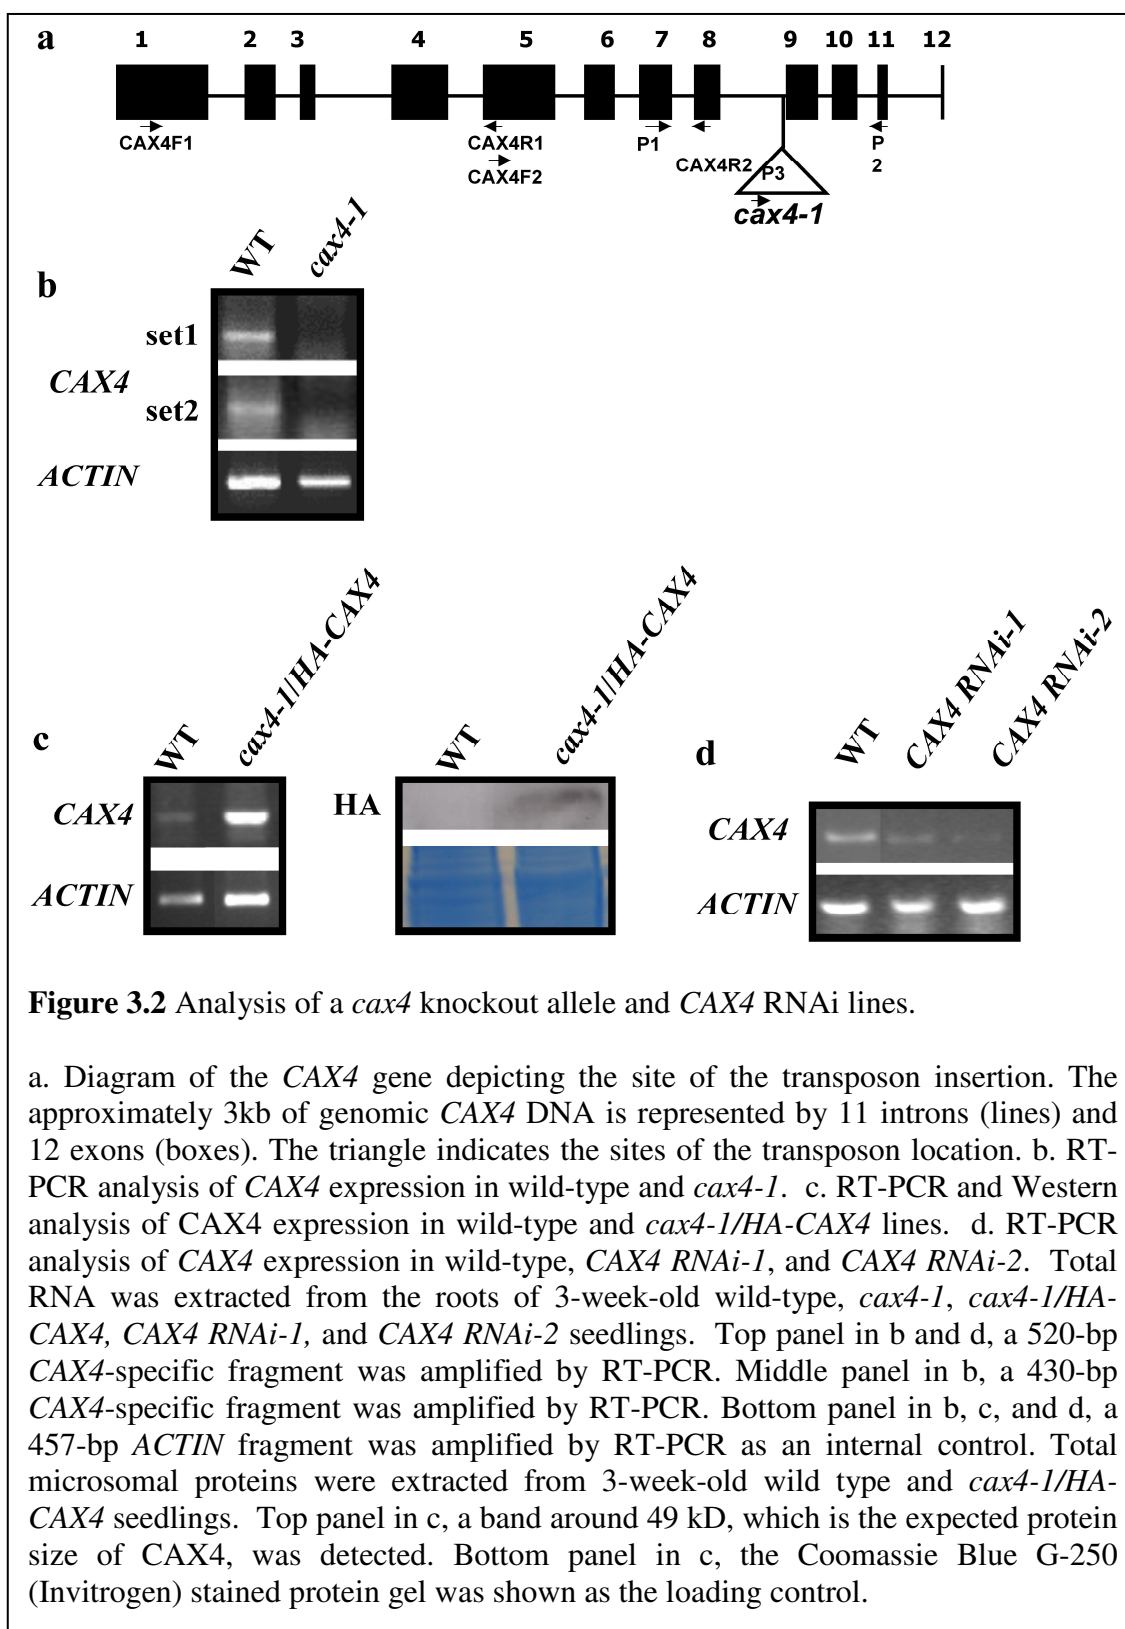 a
1 2 3 4 5 6 7 8 9 10 11 12
CAX4F1 CAX4R1 P1 P
CAX4F2 CAX4R2 P3 2
cax4-1
WT cax4-1
b
set1
CAX4
set2
ACTIN
c
WT cax4-1/HA-CAX4
CAX4
ACTIN
WT cax4-1/HA-CAX4
HA
d
WT CAX4 RNAi-1 CAX4 RNAi-2
CAX4
ACTIN
Figure 3.2 Analysis of a cax4 knockout allele and CAX4 RNAi lines.
a. Diagram of the CAX4 gene depicting the site of the transposon insertion. The
approximately 3kb of genomic CAX4 DNA is represented by 11 introns (lines) and
12 exons (boxes). The triangle indicates the sites of the transposon location. b. RT-
PCR analysis of CAX4 expression in wild-type and cax4-1. c. RT-PCR and Western
analysis of CAX4 expression in wild-type and cax4-1/HA-CAX4 lines. d. RT-PCR
analysis of CAX4 expression in wild-type, CAX4 RNAi-1, and CAX4 RNAi-2. Total
RNA was extracted from the roots of 3-week-old wild-type, cax4-1, cax4-1/HA-
CAX4, CAX4 RNAi-1, and CAX4 RNAi-2 seedlings. Top panel in b and d, a 520-bp
CAX4-specific fragment was amplified by RT-PCR. Middle panel in b, a 430-bp
CAX4-specific fragment was amplified by RT-PCR. Bottom panel in b, c, and d, a
457-bp ACTIN fragment was amplified by RT-PCR as an internal control. Total
microsomal proteins were extracted from 3-week-old wild type and cax4-1/HA-
CAX4 seedlings. Top panel in c, a band around 49 kD, which is the expected protein
size of CAX4, was detected. Bottom panel in c, the Coomassie Blue G-250
(Invitrogen) stained protein gel was shown as the loading control.